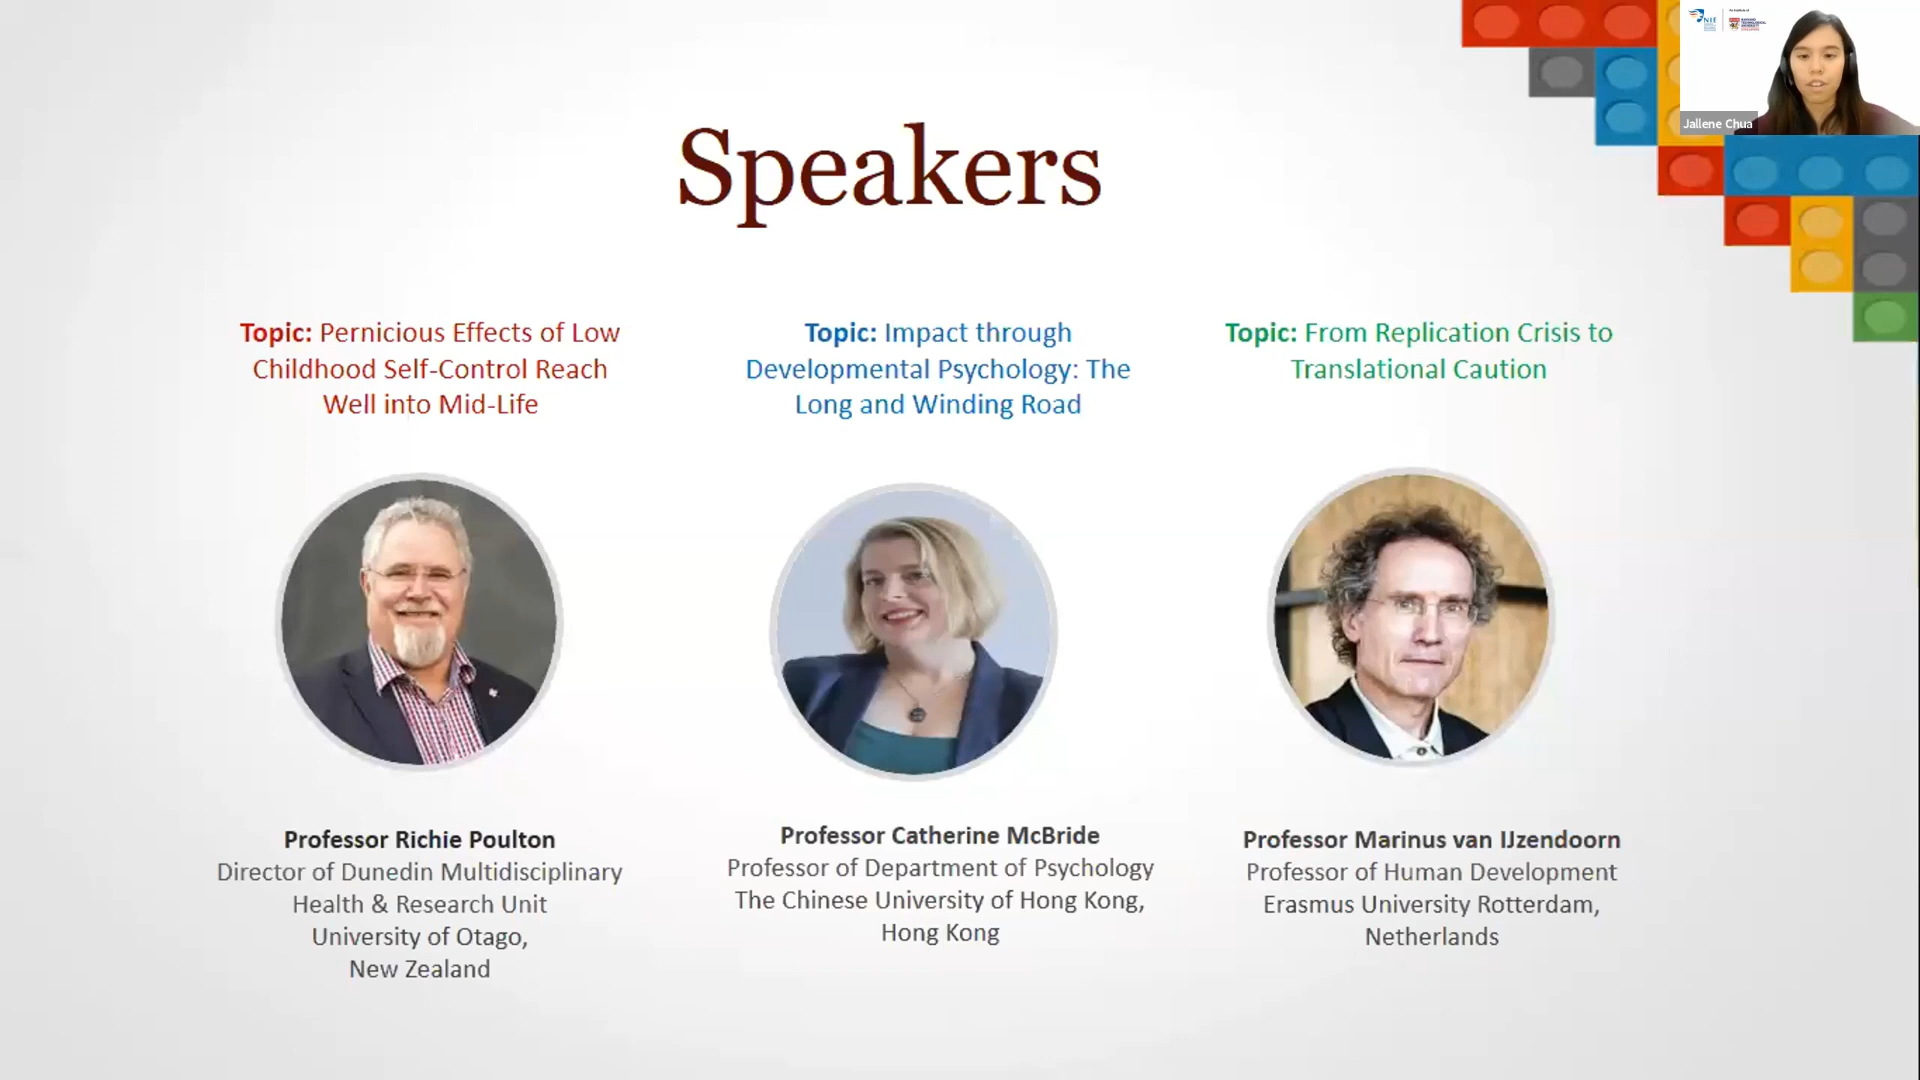 NIE
NANYANG
TECHNOLOGICAL
UNIVERSITY
Jallene Chua
Speakers
Topic: Pernicious Effects of Low
Childhood Self-Control Reach
Well into Mid-Life
Topic: Impact through
Developmental Psychology: The
Long and Winding Road
Topic: From Replication Crisis to
Translational Caution
Professor Richie Poulton
Director of Dunedin Multidisciplinary
Health & Research Unit
University of Otago,
New Zealand
Professor Catherine McBride
Professor of Department of Psychology
The Chinese University of Hong Kong,
Hong Kong
Professor Marinus van IJzendoorn
Professor of Human Development
Erasmus University Rotterdam,
Netherlands